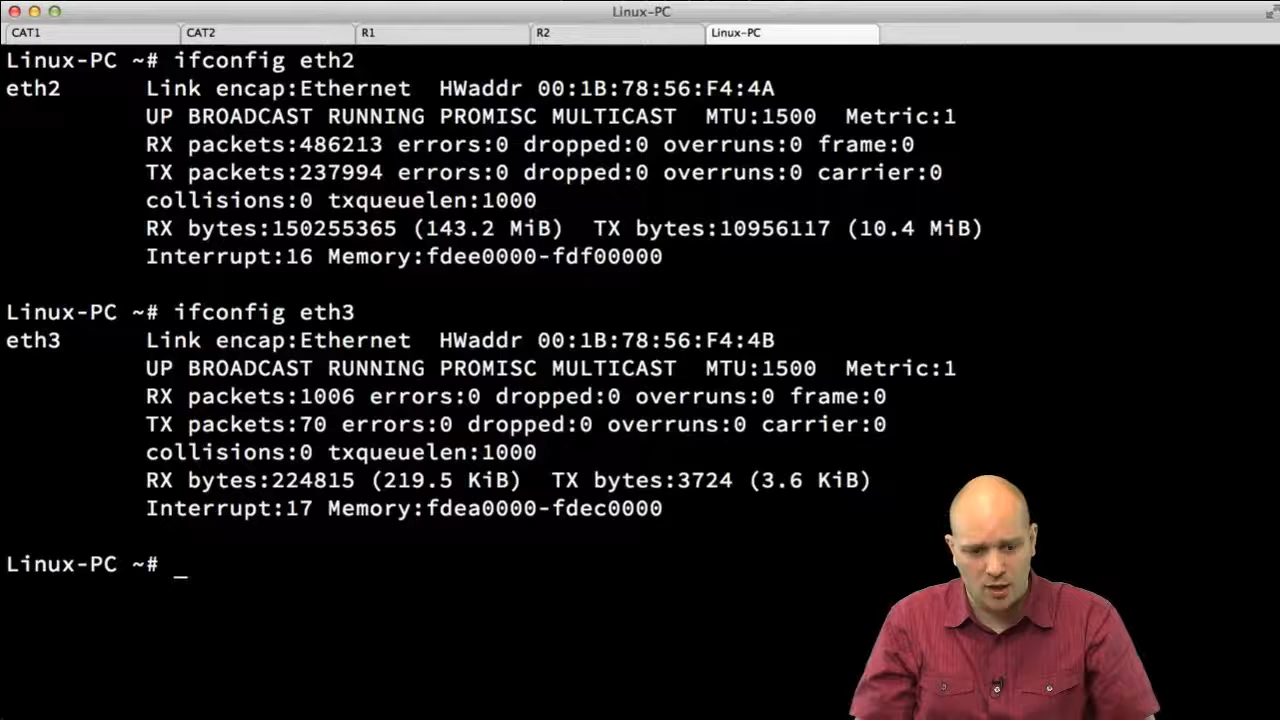 Linux-PC
CAT1 CAT2 R1 R2 Linux-PC
Linux-PC ~# ifconfig eth2
eth2 Link encap:Ethernet HWaddr 00:1B:78:56:F4:4A
UP BROADCAST RUNNING PROMISC MULTICAST MTU:1500 Metric:1
RX packets:486213 errors:0 dropped:0 overruns:0 frame:0
TX packets:237994 errors:0 dropped:0 overruns:0 carrier:0
collisions:0 txqueuelen:1000
RX bytes:150255365 (143.2 MiB) TX bytes:10956117 (10.4 MiB)
Interrupt:16 Memory:fdee0000-fdf00000
Linux-PC ~# ifconfig eth3
eth3 Link encap:Ethernet HWaddr 00:1B:78:56:F4:4B
UP BROADCAST RUNNING PROMISC MULTICAST MTU:1500 Metric:1
RX packets:1006 errors:0 dropped:0 overruns:0 frame:0
TX packets:70 errors:0 dropped:0 overruns:0 carrier:0
collisions:0 txqueuelen:1000
RX bytes:224815 (219.5 KiB) TX bytes:3724 (3.6 KiB)
Interrupt:17 Memory:fdea0000-fdec0000
Linux-PC ~# _